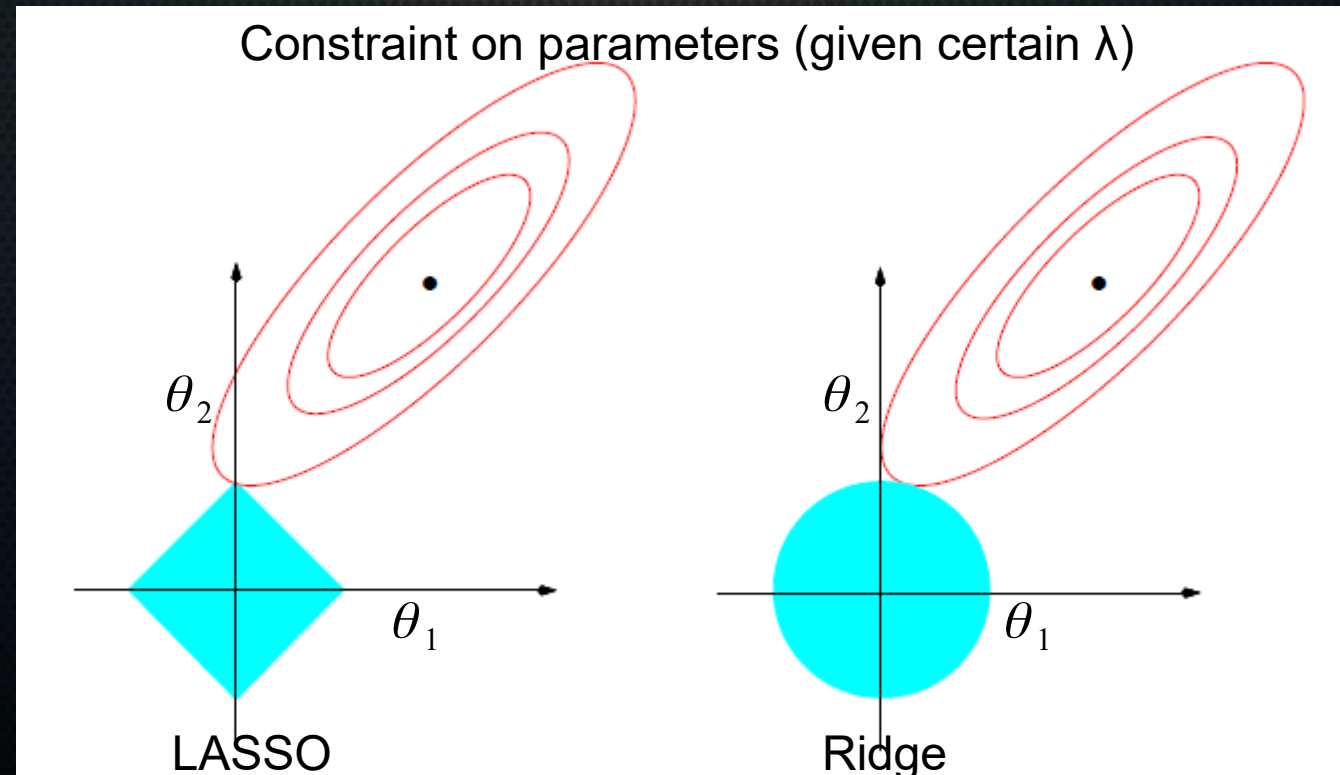 Constraint on parameters (given certain λ)
θ₂
θ₂
θ₁
θ₁
LASSO
Ridge